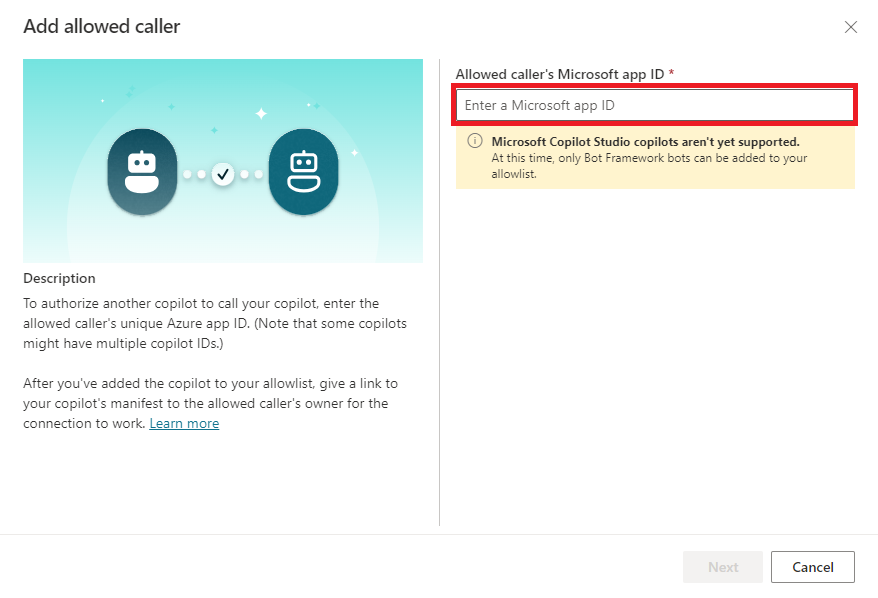 Add allowed caller
Description
To authorize another copilot to call your copilot, enter the
allowed caller's unique Azure app ID. (Note that some copilots
might have multiple copilot IDs.)
After you've added the copilot to your allowlist, give a link to
your copilot's manifest to the allowed caller's owner for the
connection to work. Learn more
Allowed caller's Microsoft app ID *
Enter a Microsoft app ID
Microsoft Copilot Studio copilots aren't yet supported.
At this time, only Bot Framework bots can be added to your
allowlist.
Next
Cancel